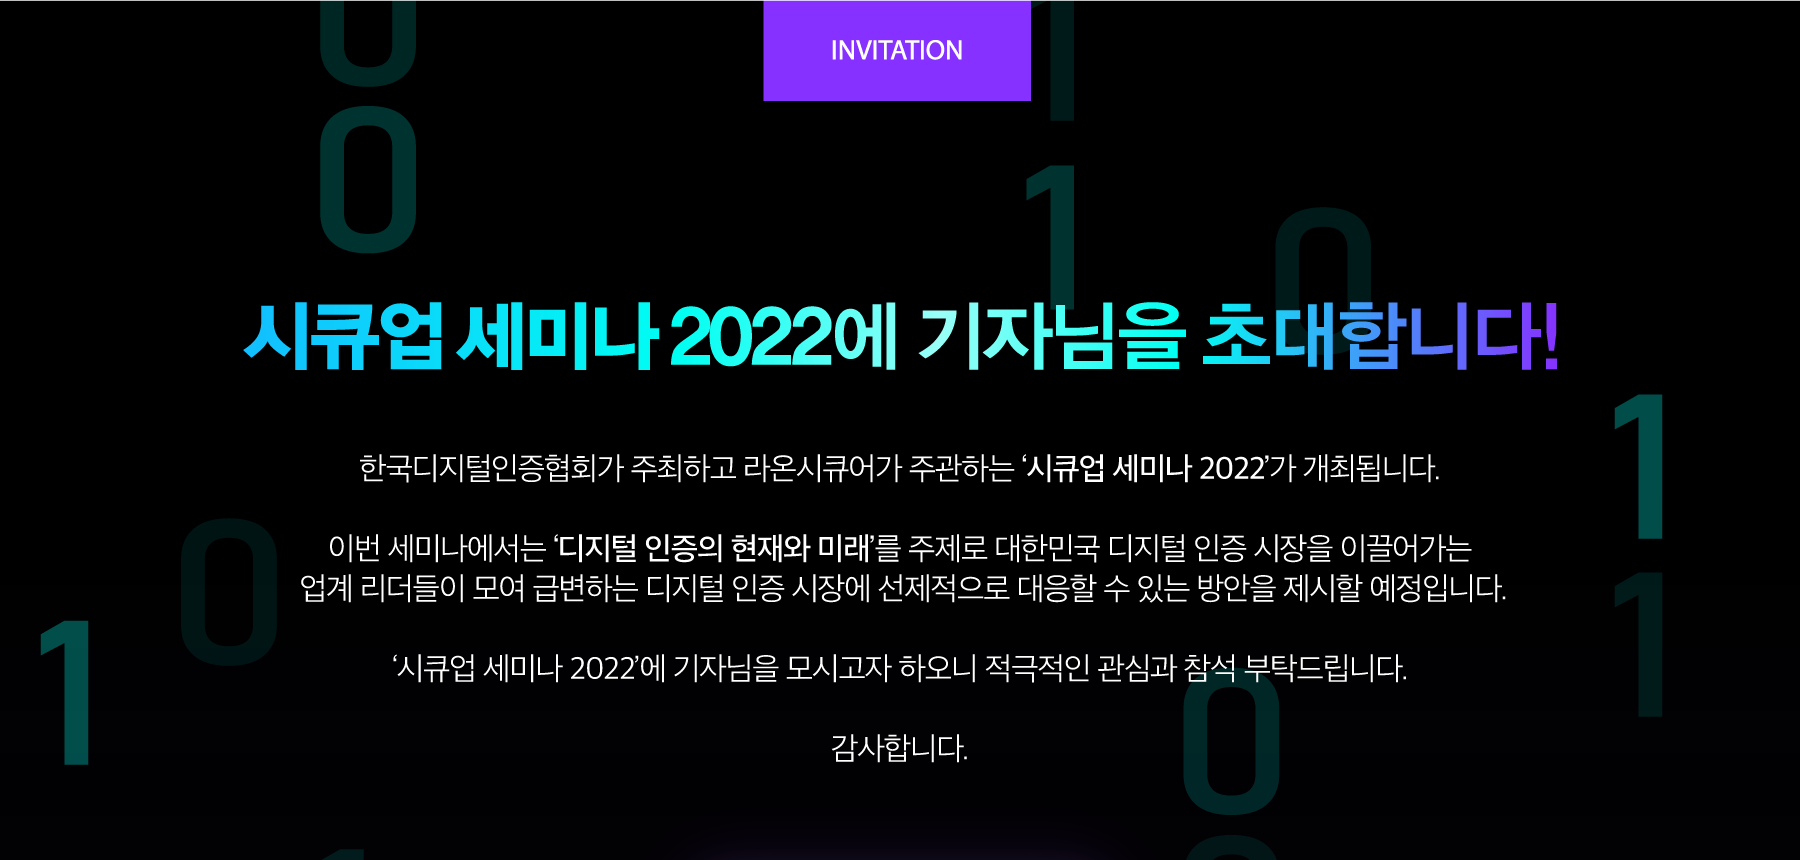 INVITATION
시큐업 세미나 2022에 기자님을 초대합니다!
한국디지털인증협회가 주최하고 라온시큐어가 주관하는 ‘시큐업 세미나 2022’가 개최됩니다.
이번 세미나에서는 ‘디지털 인증의 현재와 미래’를 주제로 대한민국 디지털 인증 시장을 이끌어가는
업계 리더들이 모여 급변하는 디지털 인증 시장에 선제적으로 대응할 수 있는 방안을 제시할 예정입니다.
‘시큐업 세미나 2022’에 기자님을 모시고자 하오니 적극적인 관심과 참석 부탁드립니다.
감사합니다.